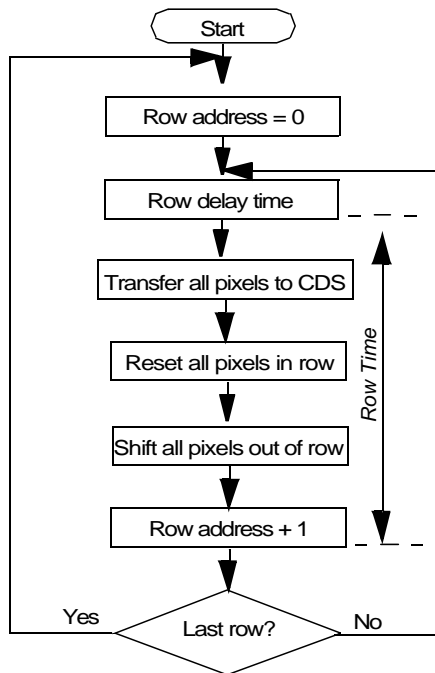 Start
Row address = 0
Row delay time
Transfer all pixels to CDS
Reset all pixels in row
Row Time
Shift all pixels out of row
Row address + 1
Yes
Last row?
No